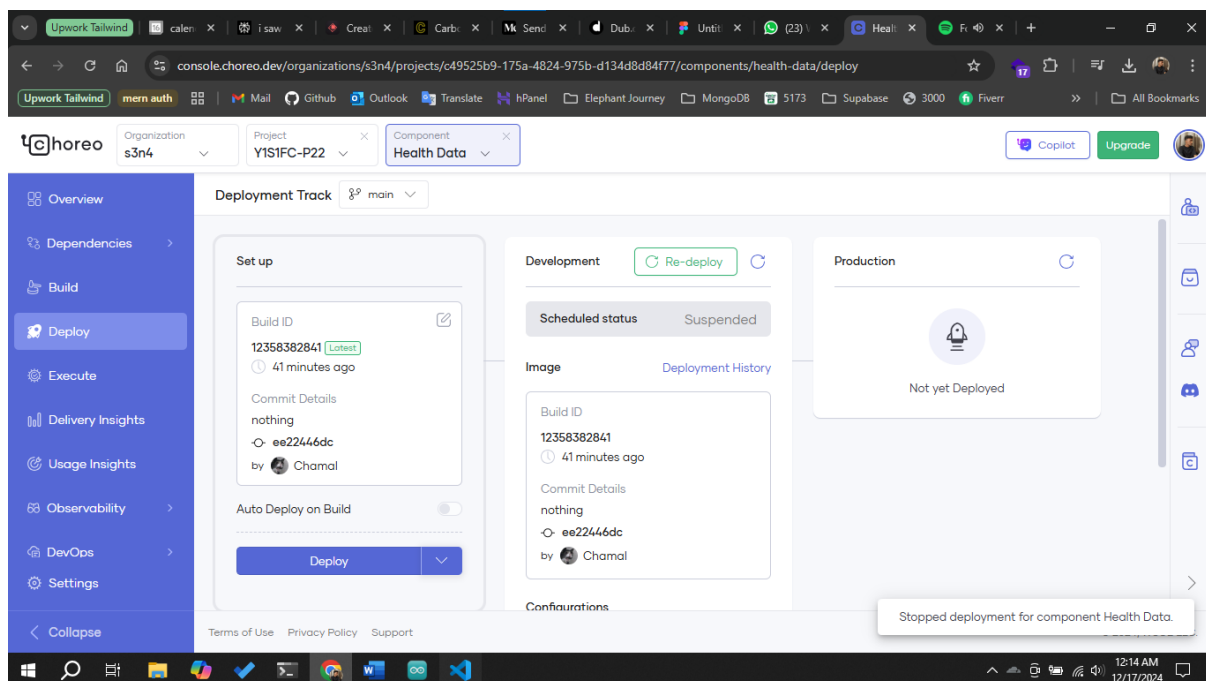 Upwork Tailwind calen i saw Creat Carbc Send Dub.c Untit (23) \ Healt Fc +
console.choreo.dev/organizations/s3n4/projects/c49525b9-175a-4824-975b-d134d8d84f77/components/health-data/deploy 17
Upwork Tailwind mern auth Mail Github Outlook Translate hPanel Elephant Journey MongoDB 5173 Supabase 3000 Fiverr » All Bookmarks
Choreo
Organization
s3n4
Project
Y1S1FC-P22
Component
Health Data
Copilot
Upgrade
Overview
Dependencies
Build
Deploy
Execute
Delivery Insights
Usage Insights
Observability
DevOps
Settings
Collapse
Deployment Track main
Set up
Build ID
12358382841 Latest
41 minutes ago
Commit Details
nothing
ee22446dc
by Chamal
Auto Deploy on Build
Deploy
Development Re-deploy
Scheduled status Suspended
Image Deployment History
Build ID
12358382841
41 minutes ago
Commit Details
nothing
ee22446dc
by Chamal
Configurations
Production
Not yet Deployed
Stopped deployment for component Health Data.
Terms of Use Privacy Policy Support
12:14 AM
12/17/2024